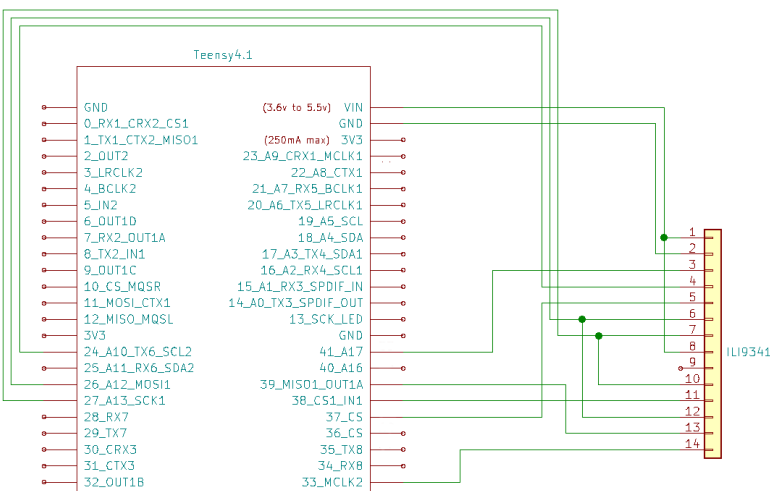 Teensy4.1
GND (3.6v to 5.5v) VIN
0_RX1_CRX2_CS1 GND
1_TX1_CTX2_MISO1 (250mA max) 3V3
2_OUT2 23_A9_CRX1_MCLK1
3_LRCLK2 22_A8_CTX1
4_BCLK2 21_A7_RX5_BCLK1
5_IN2 20_A6_TX5_LRCLK1
6_OUT1D 19_A5_SCL
7_RX2_OUT1A 18_A4_SDA
8_TX2_IN1 17_A3_TX4_SDA1
9_OUT1C 16_A2_RX4_SCL1
10_CS_MQSR 15_A1_RX3_SPDIF_IN
11_MOSI_CTX1 14_A0_TX3_SPDIF_OUT
12_MISO_MQSL 13_SCK_LED
3V3 GND
24_A10_TX6_SCL2 41_A17
25_A11_RX6_SDA2 40_A16
26_A12_MOSI1 39_MISO1_OUT1A
27_A13_SCK1 38_CS1_IN1
28_RX7 37_CS
29_TX7 36_CS
30_CRX3 35_TX8
31_CTX3 34_RX8
32_OUT1B 33_MCLK2
1
2
3
4
5
6
7
8
9
10
11
12
13
14
ILI9341